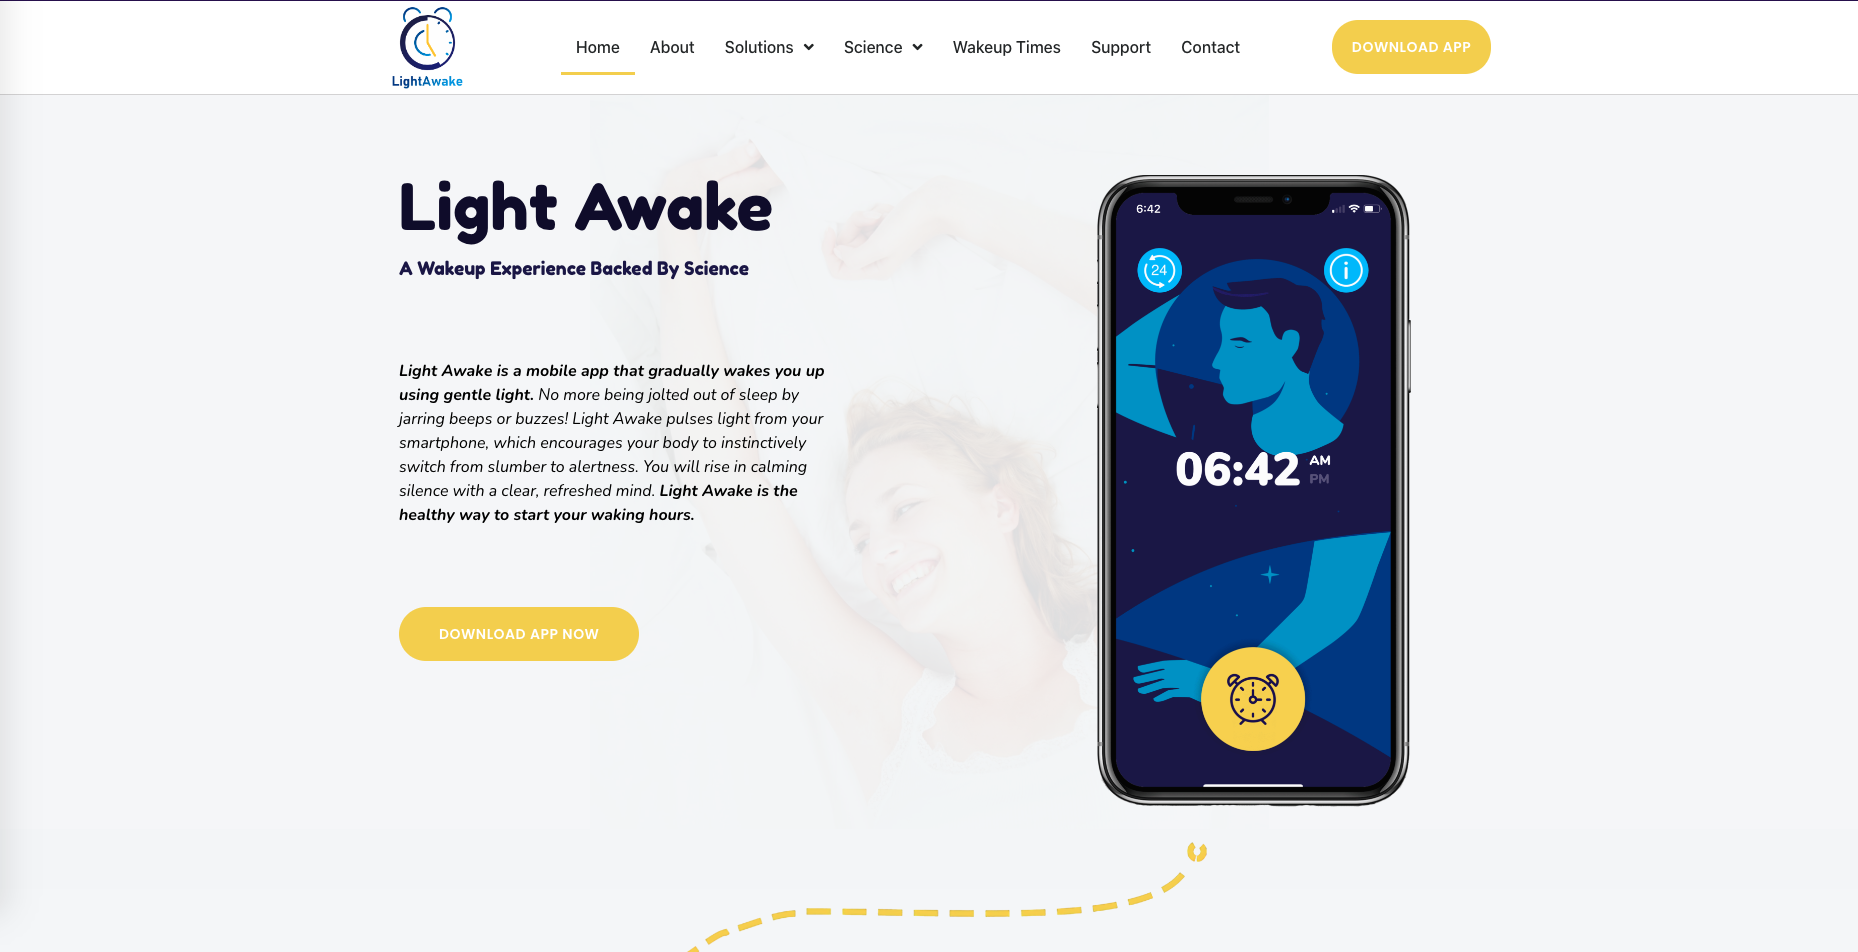 LightAwake
Home
About
Solutions
Science
Wakeup Times
Support
Contact
DOWNLOAD APP
Light Awake
A Wakeup Experience Backed By Science
Light Awake is a mobile app that gradually wakes you up
using gentle light. No more being jolted out of sleep by
jarring beeps or buzzes! Light Awake pulses light from your
smartphone, which encourages your body to instinctively
switch from slumber to alertness. You will rise in calming
silence with a clear, refreshed mind. Light Awake is the
healthy way to start your waking hours.
DOWNLOAD APP NOW
6:42
24
i
06:42 AM
PM